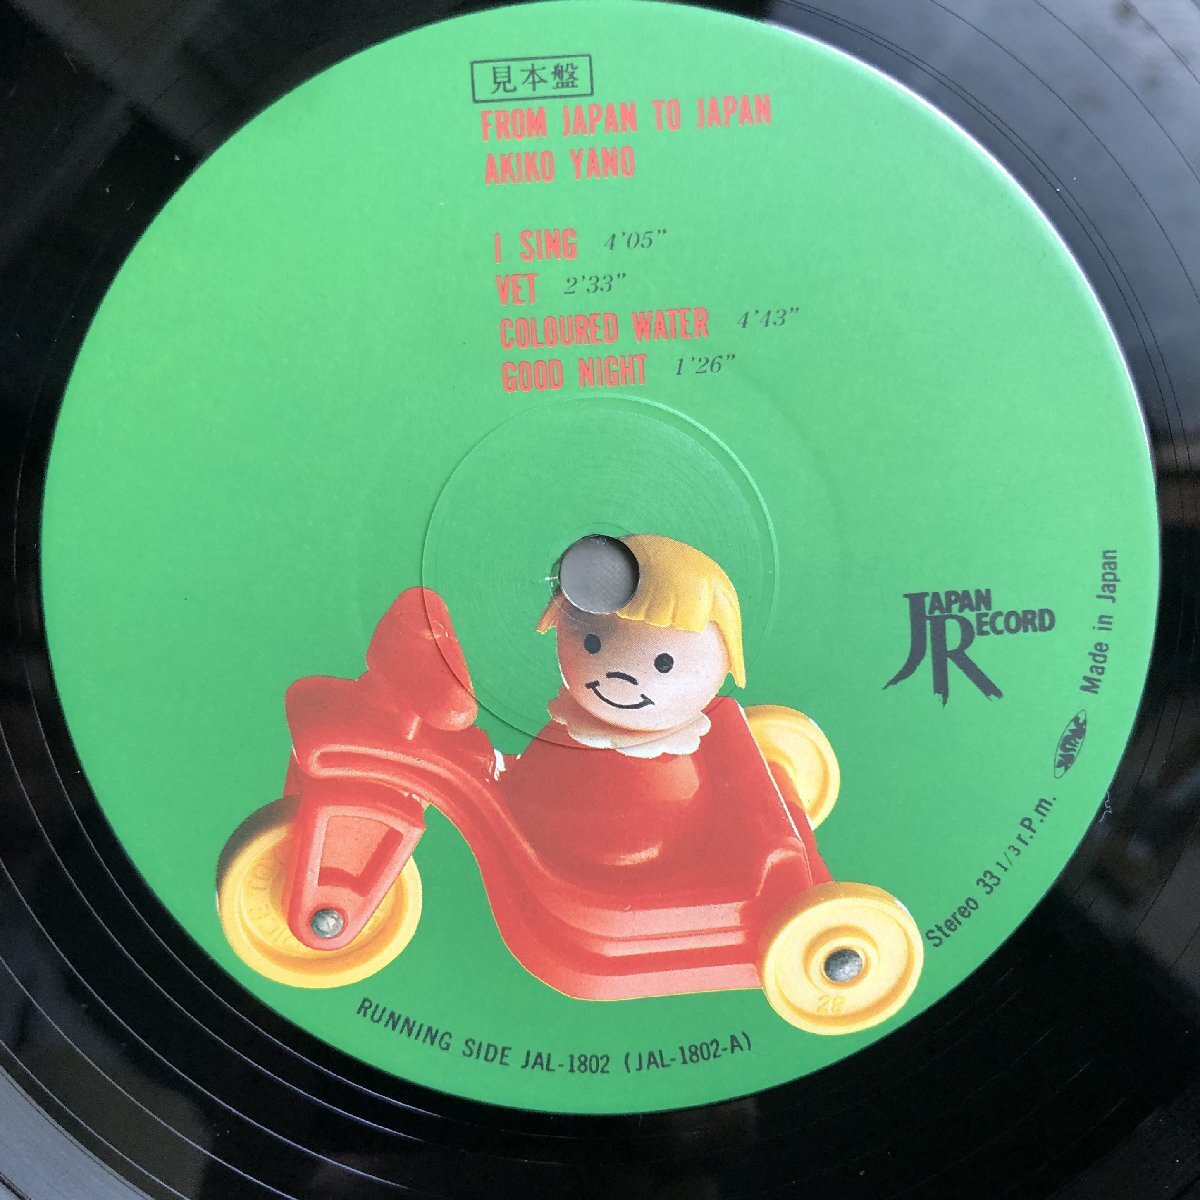 見本盤
FROM JAPAN TO JAPAN
AKIKO YANO
I SING 4'05"
VET 2'33"
COLOURED WATER 4'43"
GOOD NIGHT 1'26"
JAPAN
RECORD
Made in Japan
Stereo 33 1/3 r.P.m.
28
RUNNING SIDE JAL-1802 (JAL-1802-A)